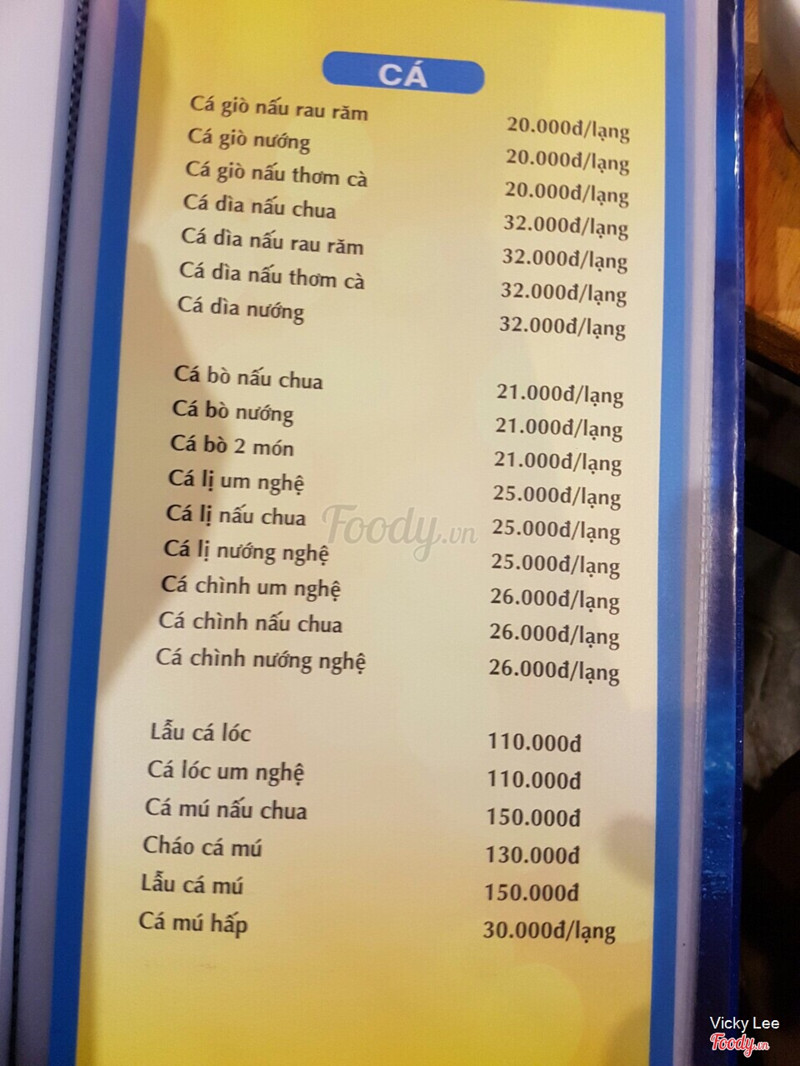 CÁ
Cá giò nấu rau răm 20.000đ/lạng
Cá giò nướng 20.000đ/lạng
Cá giò nấu thơm cà 20.000đ/lạng
Cá dìa nấu chua 32.000đ/lạng
Cá dìa nấu rau răm 32.000đ/lạng
Cá dìa nấu thơm cà 32.000đ/lạng
Cá dìa nướng 32.000đ/lạng
Cá bò nấu chua 21.000đ/lạng
Cá bò nướng 21.000đ/lạng
Cá bò 2 món 21.000đ/lạng
Cá lị um nghệ 25.000đ/lạng
Cá lị nấu chua 25.000đ/lạng
Cá lị nướng nghệ 25.000đ/lạng
Cá chình um nghệ 26.000đ/lạng
Cá chình nấu chua 26.000đ/lạng
Cá chình nướng nghệ 26.000đ/lạng
Lẫu cá lóc 110.000đ
Cá lóc um nghệ 110.000đ
Cá mú nấu chua 150.000đ
Cháo cá mú 130.000đ
Lẫu cá mú 150.000đ
Cá mú hấp 30.000đ/lạng
Foody.vn
Vicky Lee
Foody.vn